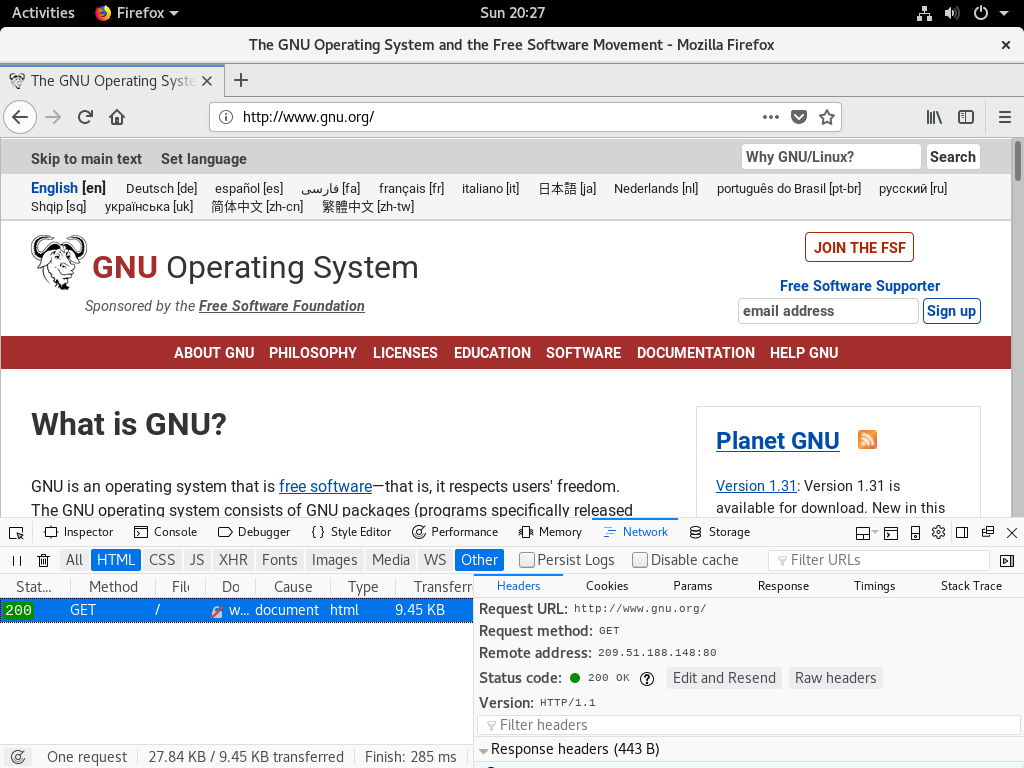 Activities Firefox Sun 20:27
The GNU Operating System and the Free Software Movement - Mozilla Firefox
The GNU Operating Syste
http://www.gnu.org/
Skip to main text Set language Why GNU/Linux? Search
English [en] Deutsch [de] español [es] فارسی [fa] français [fr] italiano [it] 日本語 [ja] Nederlands [nl] português do Brasil [pt-br] русский [ru]
Shqip [sq] українська [uk] 简体中文 [zh-cn] 繁體中文 [zh-tw]
GNU Operating System
Sponsored by the Free Software Foundation
JOIN THE FSF
Free Software Supporter
email address Sign up
ABOUT GNU PHILOSOPHY LICENSES EDUCATION SOFTWARE DOCUMENTATION HELP GNU
What is GNU?
GNU is an operating system that is free software—that is, it respects users' freedom.
The GNU operating system consists of GNU packages (programs specifically released
Planet GNU
Version 1.31: Version 1.31 is
available for download. New in this
Inspector Console Debugger Style Editor Performance Memory Network Storage
All HTML CSS JS XHR Fonts Images Media WS Other Persist Logs Disable cache Filter URLs
Stat... Method File Do Cause Type Transferr
200 GET / w... document html 9.45 KB
One request 27.84 KB / 9.45 KB transferred Finish: 285 ms
Headers Cookies Params Response Timings Stack Trace
Request URL: http://www.gnu.org/
Request method: GET
Remote address: 209.51.188.148:80
Status code: 200 OK Edit and Resend Raw headers
Version: HTTP/1.1
Filter headers
Response headers (443 B)